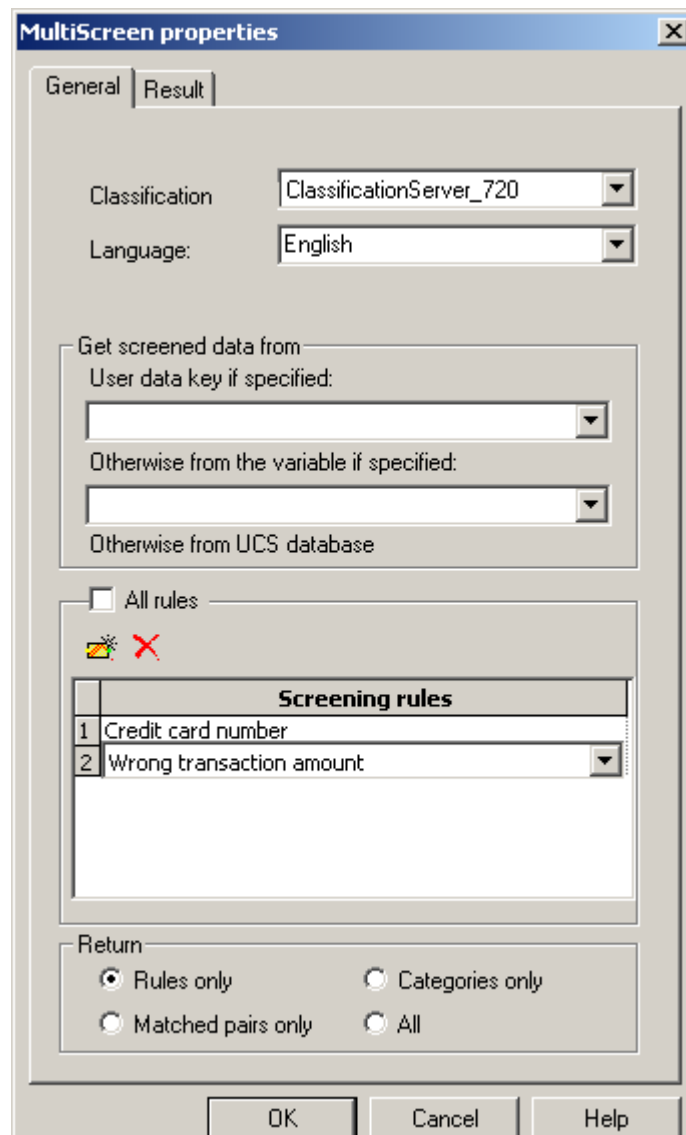 MultiScreen properties
General Result
Classification ClassificationServer_720
Language: English
Get screened data from
User data key if specified:
Otherwise from the variable if specified:
Otherwise from UCS database
All rules
Screening rules
1 Credit card number
2 Wrong transaction amount
Return
Rules only Categories only
Matched pairs only All
OK Cancel Help